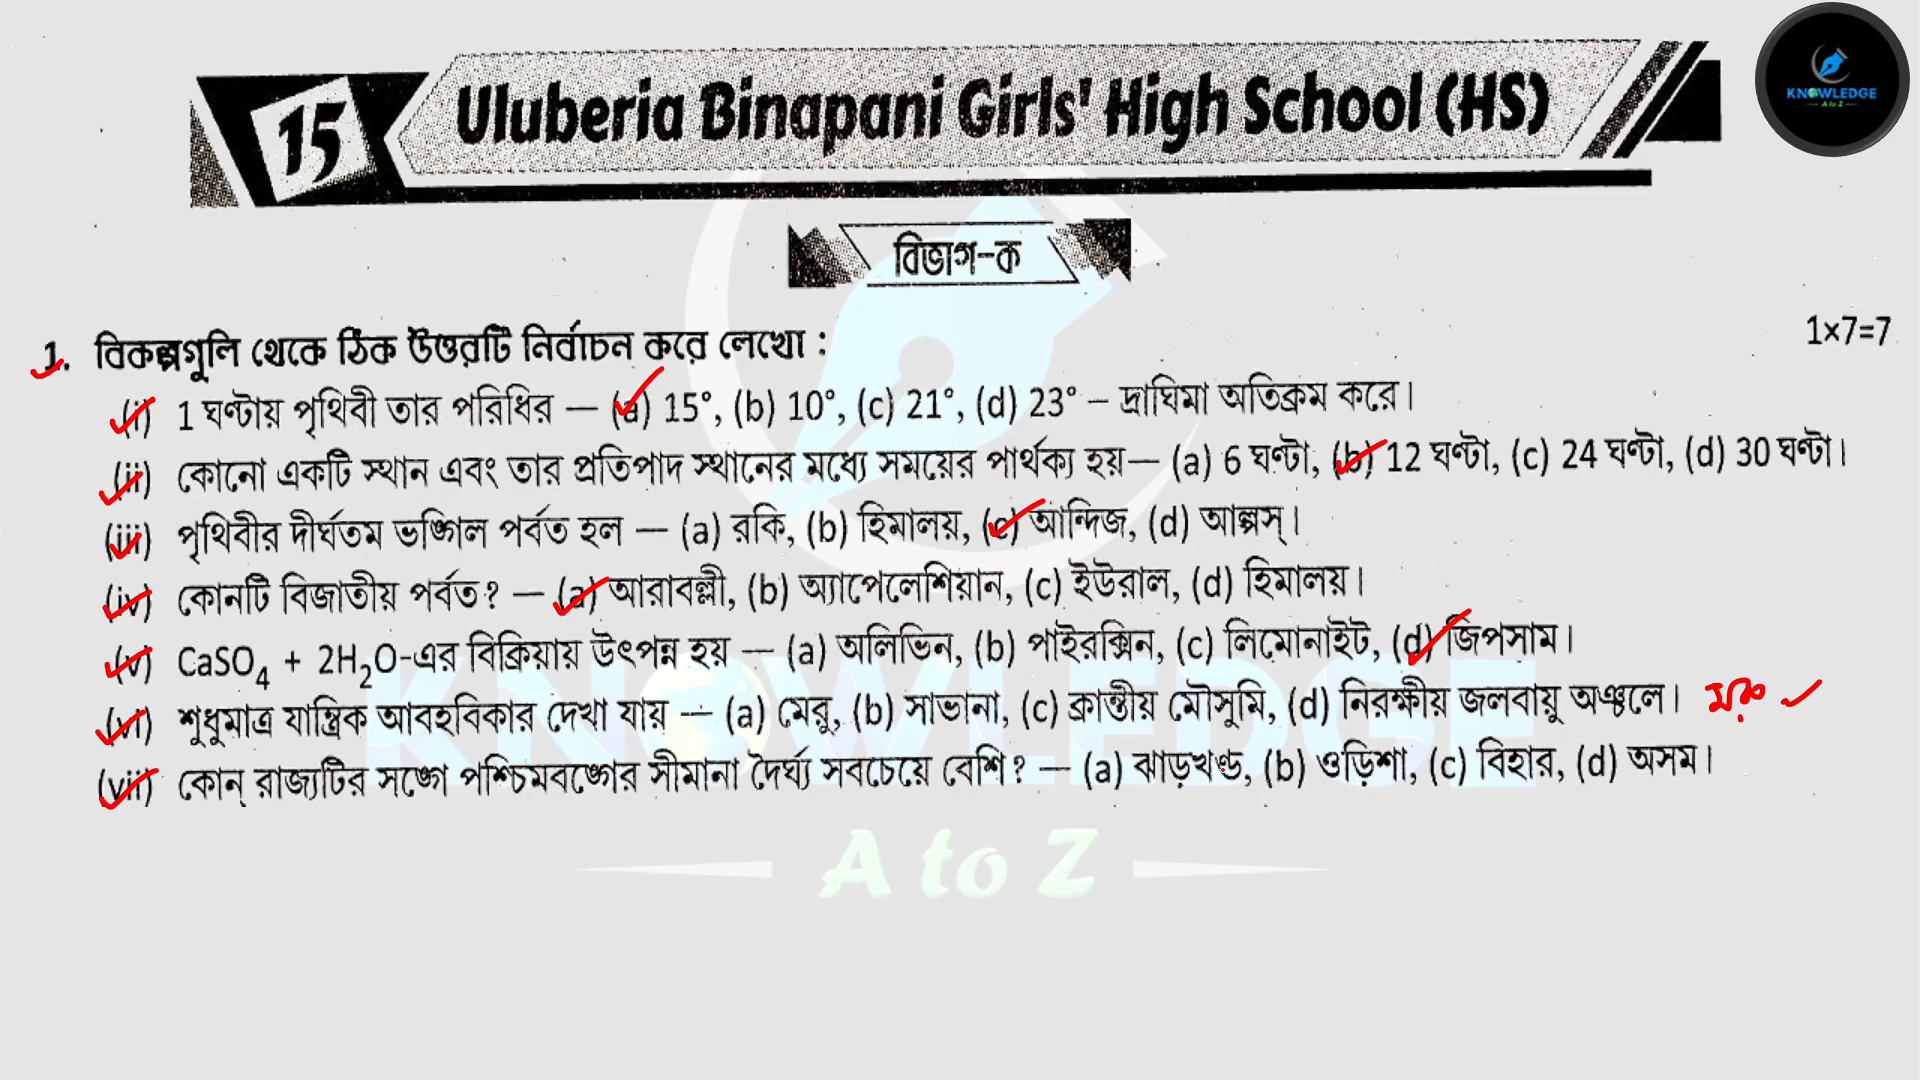 15 Uluberia Binapani Girls' High School (HS)
KNOWLEDGE
A to Z
বিভাগ-ক
1. বিকল্পগুলি থেকে ঠিক উত্তরটি নির্বাচন করে লেখো : 1×7=7
(i) 1 ঘণ্টায় পৃথিবী তার পরিধির — (a) 15°, (b) 10°, (c) 21°, (d) 23° – দ্রাঘিমা অতিক্রম করে।
(ii) কোনো একটি স্থান এবং তার প্রতিপাদ স্থানের মধ্যে সময়ের পার্থক্য হয়— (a) 6 ঘণ্টা, (b) 12 ঘণ্টা, (c) 24 ঘণ্টা, (d) 30 ঘণ্টা।
(iii) পৃথিবীর দীর্ঘতম ভঙ্গিল পর্বত হল — (a) রকি, (b) হিমালয়, (c) আন্দিজ, (d) আল্পস্।
(iv) কোনটি বিজাতীয় পর্বত? — (a) আরাবল্লী, (b) অ্যাপেলেশিয়ান, (c) ইউরাল, (d) হিমালয়।
(v) CaSO₄ + 2H₂O-এর বিক্রিয়ায় উৎপন্ন হয় — (a) অলিভিন, (b) পাইরক্সিন, (c) লিমোনাইট, (d) জিপসাম।
(vi) শুধুমাত্র যান্ত্রিক আবহবিকার দেখা যায় — (a) মেরু, (b) সাভানা, (c) ক্রান্তীয় মৌসুমি, (d) নিরক্ষীয় জলবায়ু অঞ্চলে। মরু
(vii) কোন্ রাজ্যটির সঙ্গে পশ্চিমবঙ্গের সীমানা দৈর্ঘ্য সবচেয়ে বেশি? — (a) ঝাড়খণ্ড, (b) ওড়িশা, (c) বিহার, (d) অসম।
KNOWLEDGE
A to Z